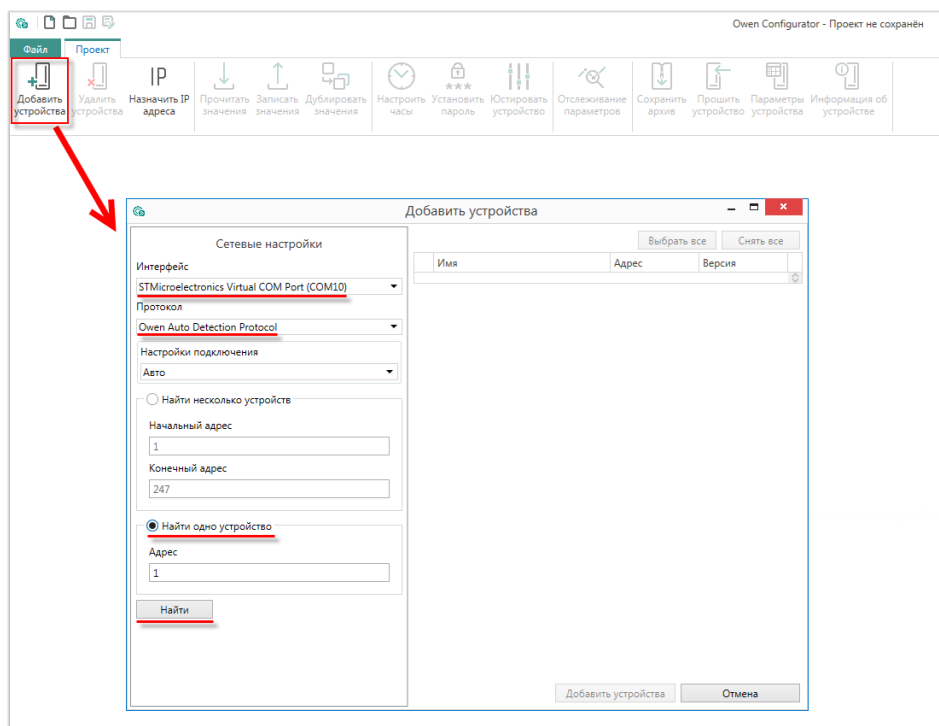 Owen Configurator - Проект не сохранён
Файл Проект
Добавить устройства
Удалить устройства
Назначить IP адреса
Прочитать значения
Записать значения
Дублировать значения
Настроить часы
Установить пароль
Юстировать устройство
Отслеживание параметров
Сохранить архив
Прошить устройство
Параметры устройства
Информация об устройстве
Добавить устройства
Сетевые настройки
Выбрать все Снять все
Имя Адрес Версия
Интерфейс
STMicroelectronics Virtual COM Port (COM10)
Протокол
Owen Auto Detection Protocol
Настройки подключения
Авто
Найти несколько устройств
Начальный адрес
1
Конечный адрес
247
Найти одно устройство
Адрес
1
Найти
Добавить устройства Отмена